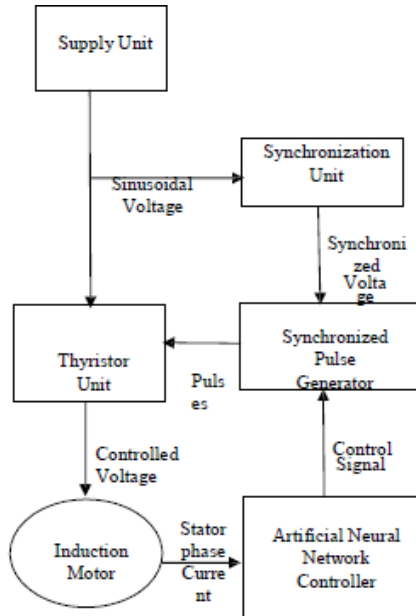 Supply Unit
Synchronization
Unit
Sinusoidal
Voltage
Synchroni
zed
Volta
ge
Synchronized
Pulse
Generator
Thyristor
Unit
Puls
es
Controlled
Voltage
Control
Signal
Stator
phase
Curre
nt
Induction
Motor
Artificial Neural
Network
Controller